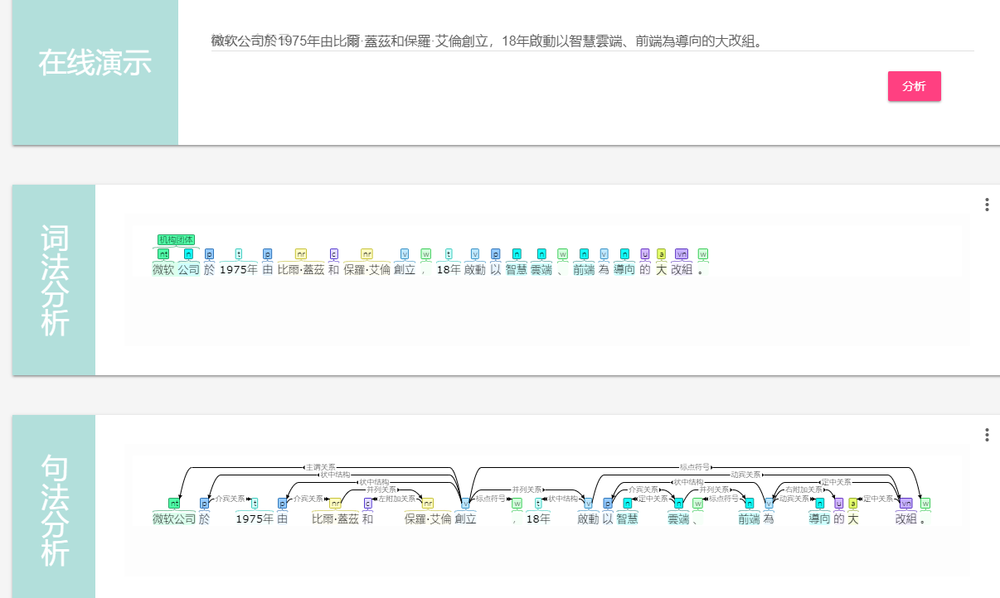 在线演示
微软公司於1975年由比爾·蓋茲和保羅·艾倫創立，18年啟動以智慧雲端、前端為導向的大改組。
分析
词法分析
机构团体
nt n p t p nr c nr v w t v p n n w n v n u a vn w
微软 公司 於 1975年 由 比爾·蓋茲 和 保羅·艾倫 創立 ， 18年 啟動 以 智慧 雲端 、 前端 為 導向 的 大 改組 。
句法分析
主谓关系 标点符号
状中结构 动宾关系
状中结构 状中结构 定中关系
并列关系 并列关系 介宾关系 并列关系 右附加关系
介宾关系 介宾关系 左附加关系 标点符号 状中结构 定中关系 标点符号 动宾关系 定中关系
nt p t p nr c nr v w t v p n n w n v n u a vn w
微软公司 於 1975年 由 比爾·蓋茲 和 保羅·艾倫 創立 ， 18年 啟動 以 智慧 雲端 、 前端 為 導向 的 大 改組 。